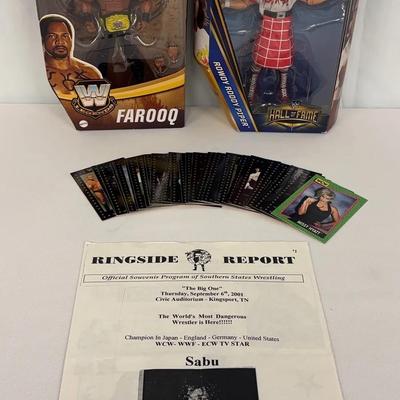 FAROOQ
ROWDY RODDY PIPER
HALL OF FAME
MISSY HYATT
RINGSIDE REPORT
Official Souvenir Program of Southern States Wrestling
"The Big One"
Thursday, September 6th, 2001
Civic Auditorium - Kingsport, TN
The World's Most Dangerous
Wrestler is Here!!!!!!
Champion In Japan - England - Germany - United States
WCW- WWF - ECW TV STAR
Sabu